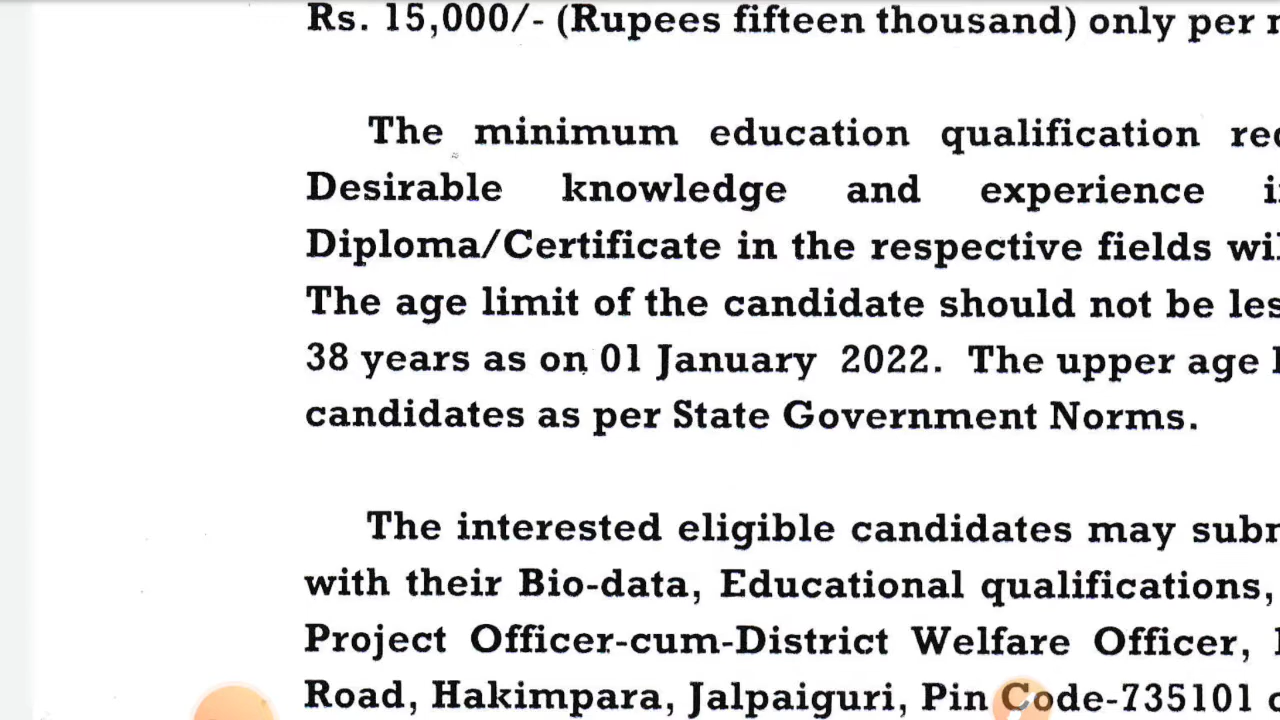 Rs. 15,000/- (Rupees fifteen thousand) only per
The minimum education qualification
Desirable knowledge and experience
Diploma/Certificate in the respective fields
The age limit of the candidate should not be
38 years as on 01 January 2022. The upper age
candidates as per State Government Norms.
The interested eligible candidates may
with their Bio-data, Educational qualifications,
Project Officer-cum-District Welfare Officer,
Road, Hakimpara, Jalpaiguri, Pin Code-735101